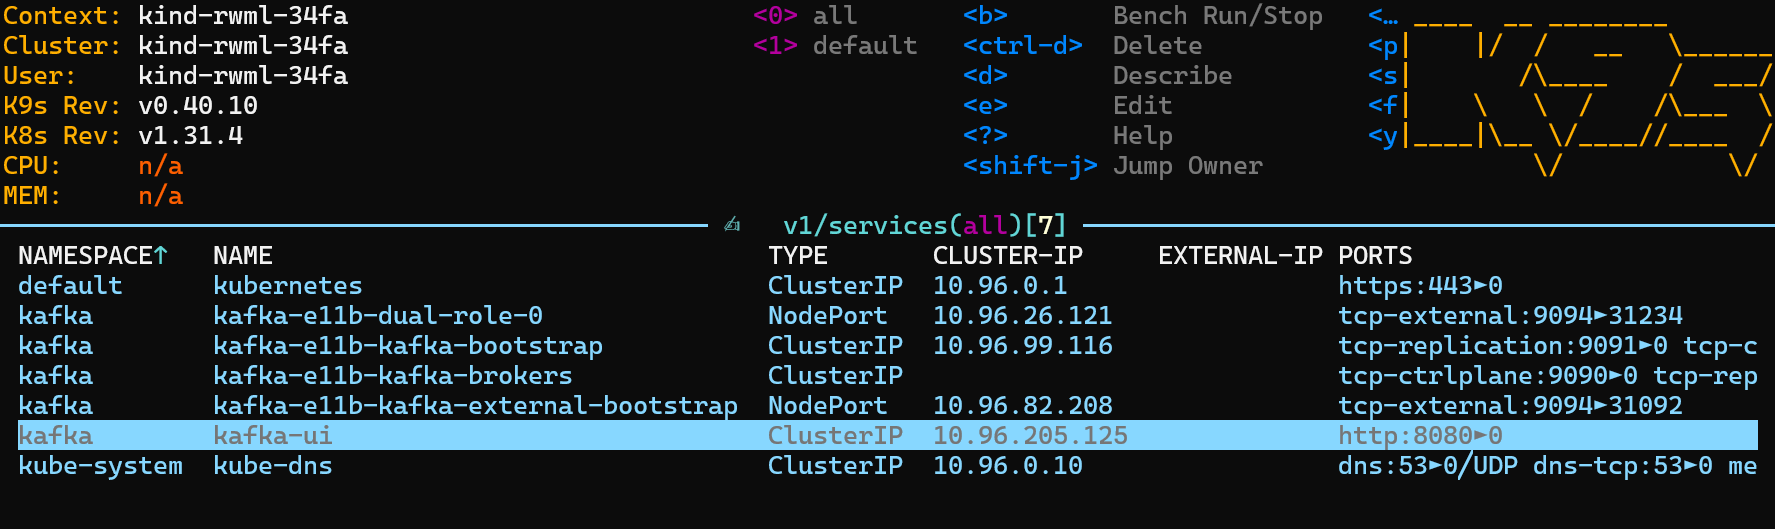 Context: kind-rwml-34fa <0> all <b> Bench Run/Stop <…
Cluster: kind-rwml-34fa <1> default <ctrl-d> Delete <p
User: kind-rwml-34fa <d> Describe <s
K9s Rev: v0.40.10 <e> Edit <f
K8s Rev: v1.31.4 <?> Help <y
CPU: n/a <shift-j> Jump Owner
MEM: n/a
✍ v1/services(all)[7]
NAMESPACE↑ NAME TYPE CLUSTER-IP EXTERNAL-IP PORTS
default kubernetes ClusterIP 10.96.0.1 https:443►0
kafka kafka-e11b-dual-role-0 NodePort 10.96.26.121 tcp-external:9094►31234
kafka kafka-e11b-kafka-bootstrap ClusterIP 10.96.99.116 tcp-replication:9091►0 tcp-c
kafka kafka-e11b-kafka-brokers ClusterIP tcp-ctrlplane:9090►0 tcp-rep
kafka kafka-e11b-kafka-external-bootstrap NodePort 10.96.82.208 tcp-external:9094►31092
kafka kafka-ui ClusterIP 10.96.205.125 http:8080►0
kube-system kube-dns ClusterIP 10.96.0.10 dns:53►0/UDP dns-tcp:53►0 me